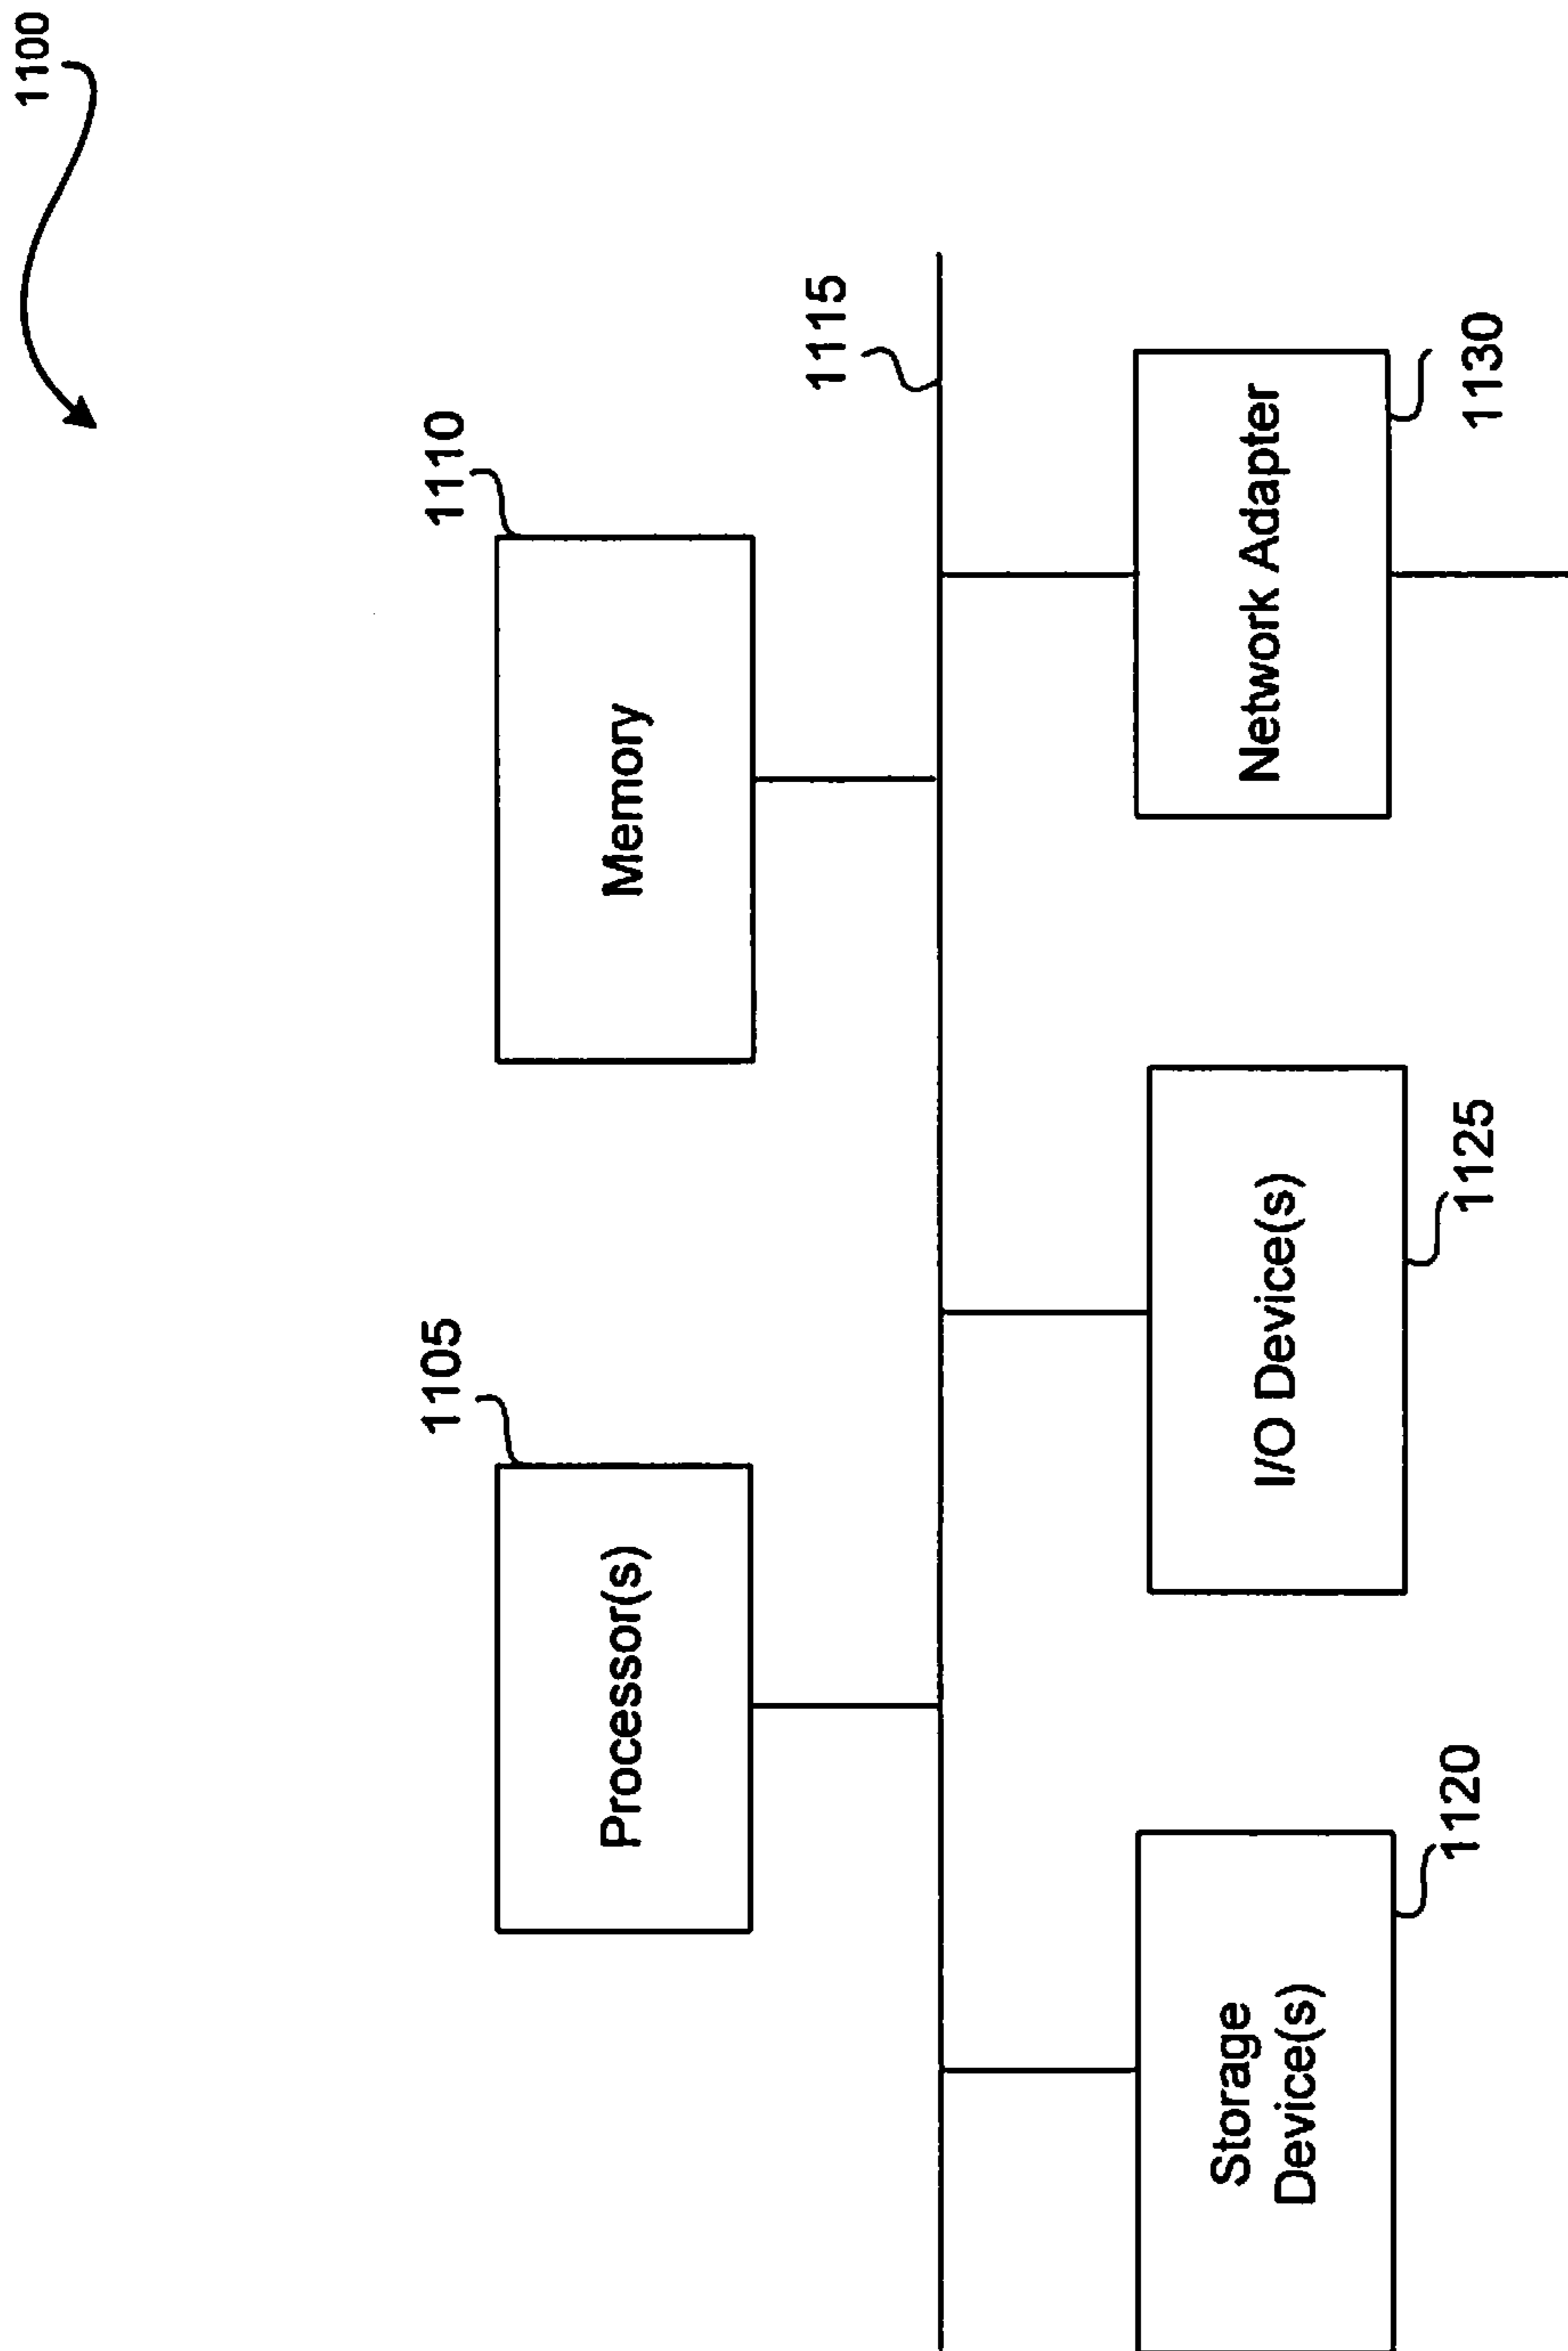 1100
1105
Processor(s)
1110
Memory
1115
Storage
Device(s)
1120
I/O Device(s)
1125
Network Adapter
1130